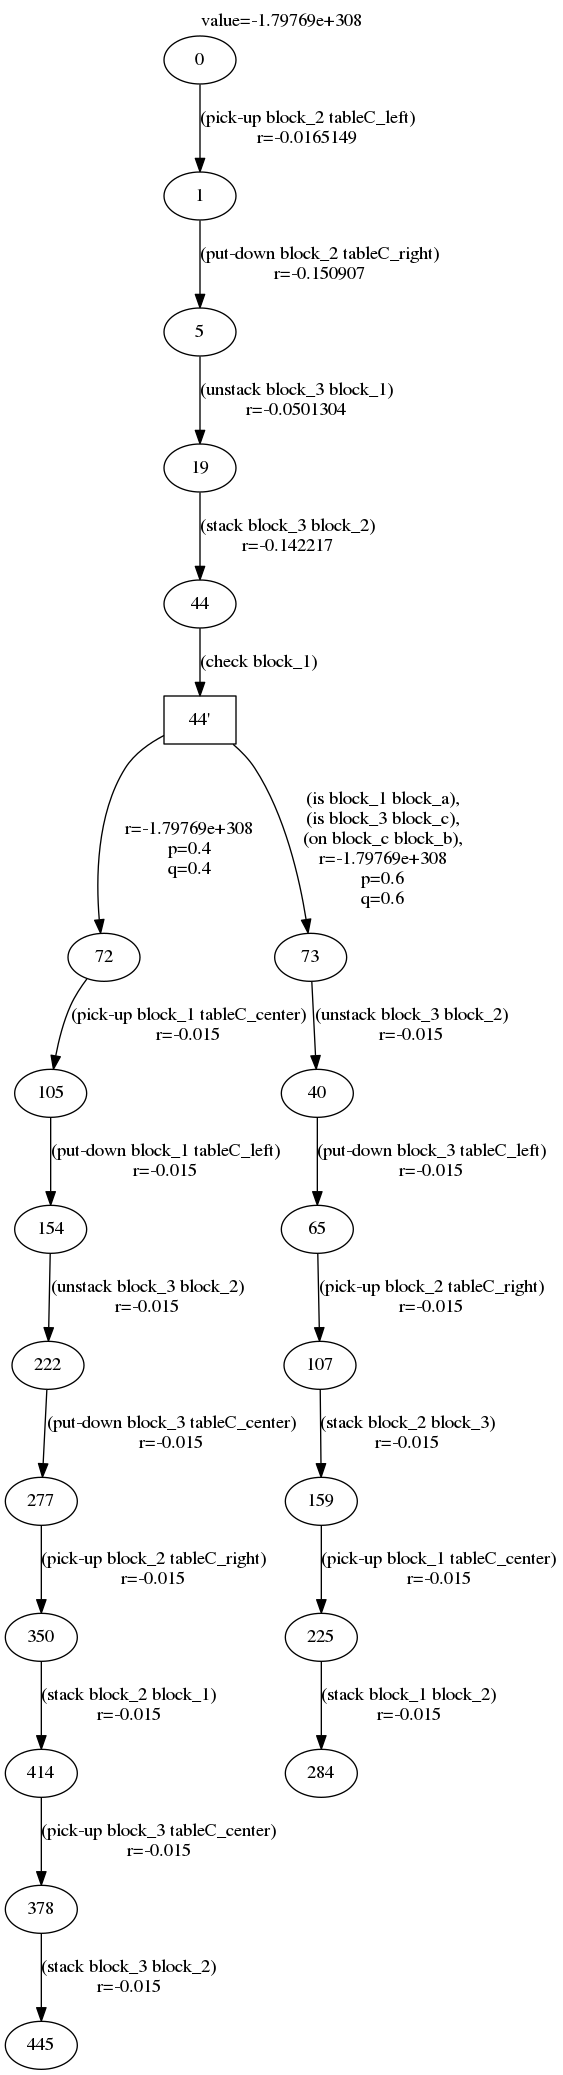 value=-1.79769e+308
0
(pick-up block_2 tableC_left)
r=-0.0165149
1
(put-down block_2 tableC_right)
r=-0.150907
5
(unstack block_3 block_1)
r=-0.0501304
19
(stack block_3 block_2)
r=-0.142217
44
(check block_1)
44'
r=-1.79769e+308
p=0.4
q=0.4
(is block_1 block_a),
(is block_3 block_c),
(on block_c block_b),
r=-1.79769e+308
p=0.6
q=0.6
72
73
(pick-up block_1 tableC_center)
r=-0.015
(unstack block_3 block_2)
r=-0.015
105
40
(put-down block_1 tableC_left)
r=-0.015
(put-down block_3 tableC_left)
r=-0.015
154
65
(unstack block_3 block_2)
r=-0.015
(pick-up block_2 tableC_right)
r=-0.015
222
107
(put-down block_3 tableC_center)
r=-0.015
(stack block_2 block_3)
r=-0.015
277
159
(pick-up block_2 tableC_right)
r=-0.015
(pick-up block_1 tableC_center)
r=-0.015
350
225
(stack block_2 block_1)
r=-0.015
(stack block_1 block_2)
r=-0.015
414
284
(pick-up block_3 tableC_center)
r=-0.015
378
(stack block_3 block_2)
r=-0.015
445